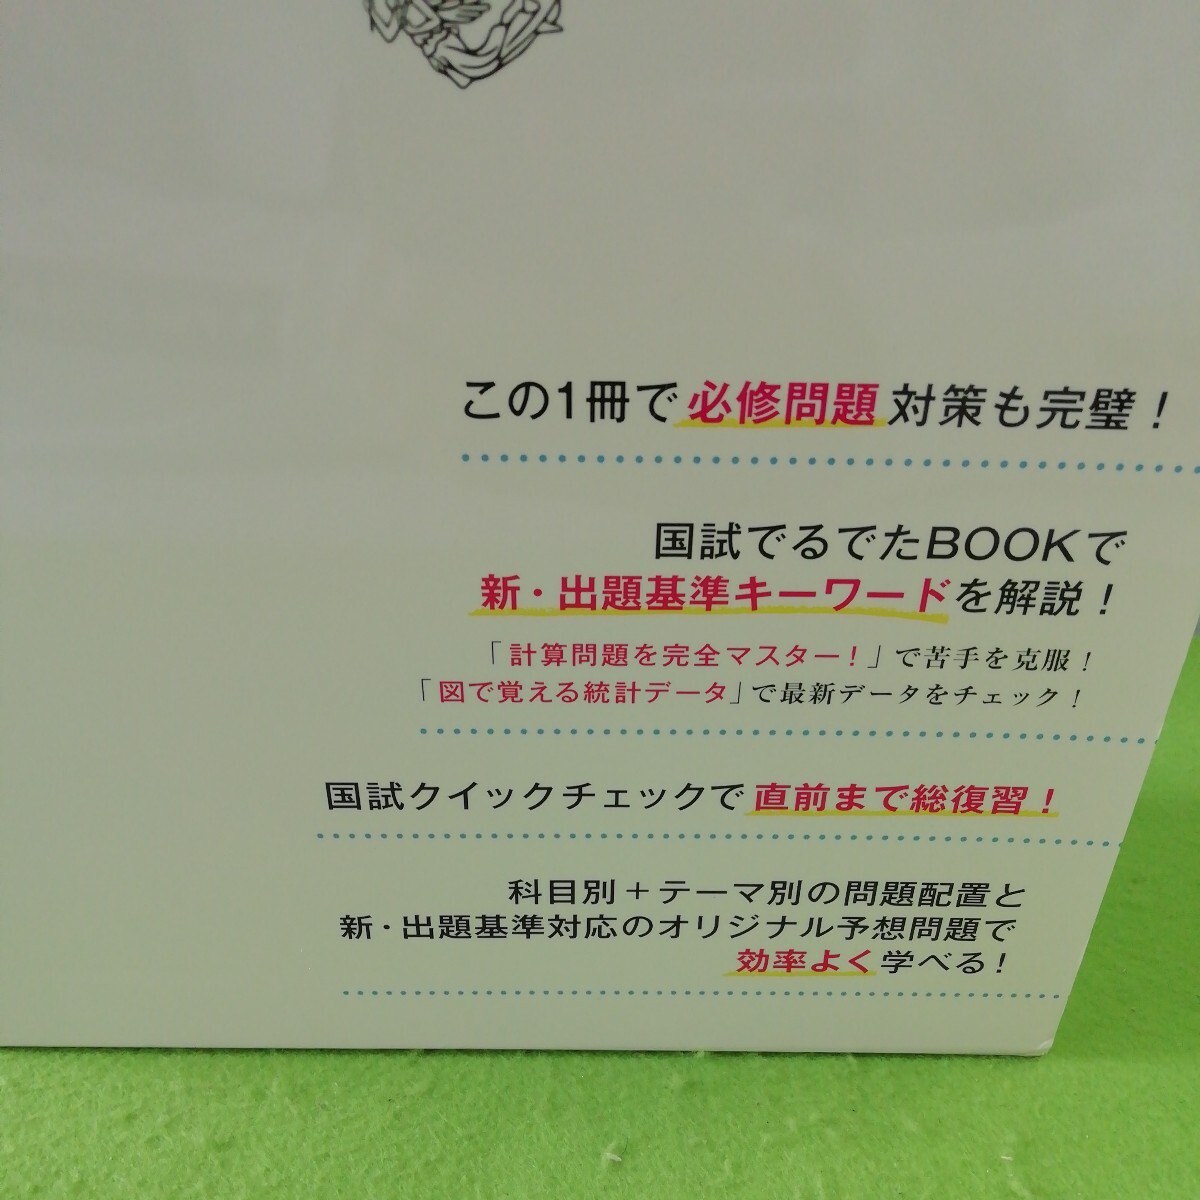 この1冊で必修問題対策も完璧！
国試でるでたBOOKで
新・出題基準キーワードを解説！
「計算問題を完全マスター！」で苦手を克服！
「図で覚える統計データ」で最新データをチェック！
国試クイックチェックで直前まで総復習！
科目別＋テーマ別の問題配置と
新・出題基準対応のオリジナル予想問題で
効率よく学べる！